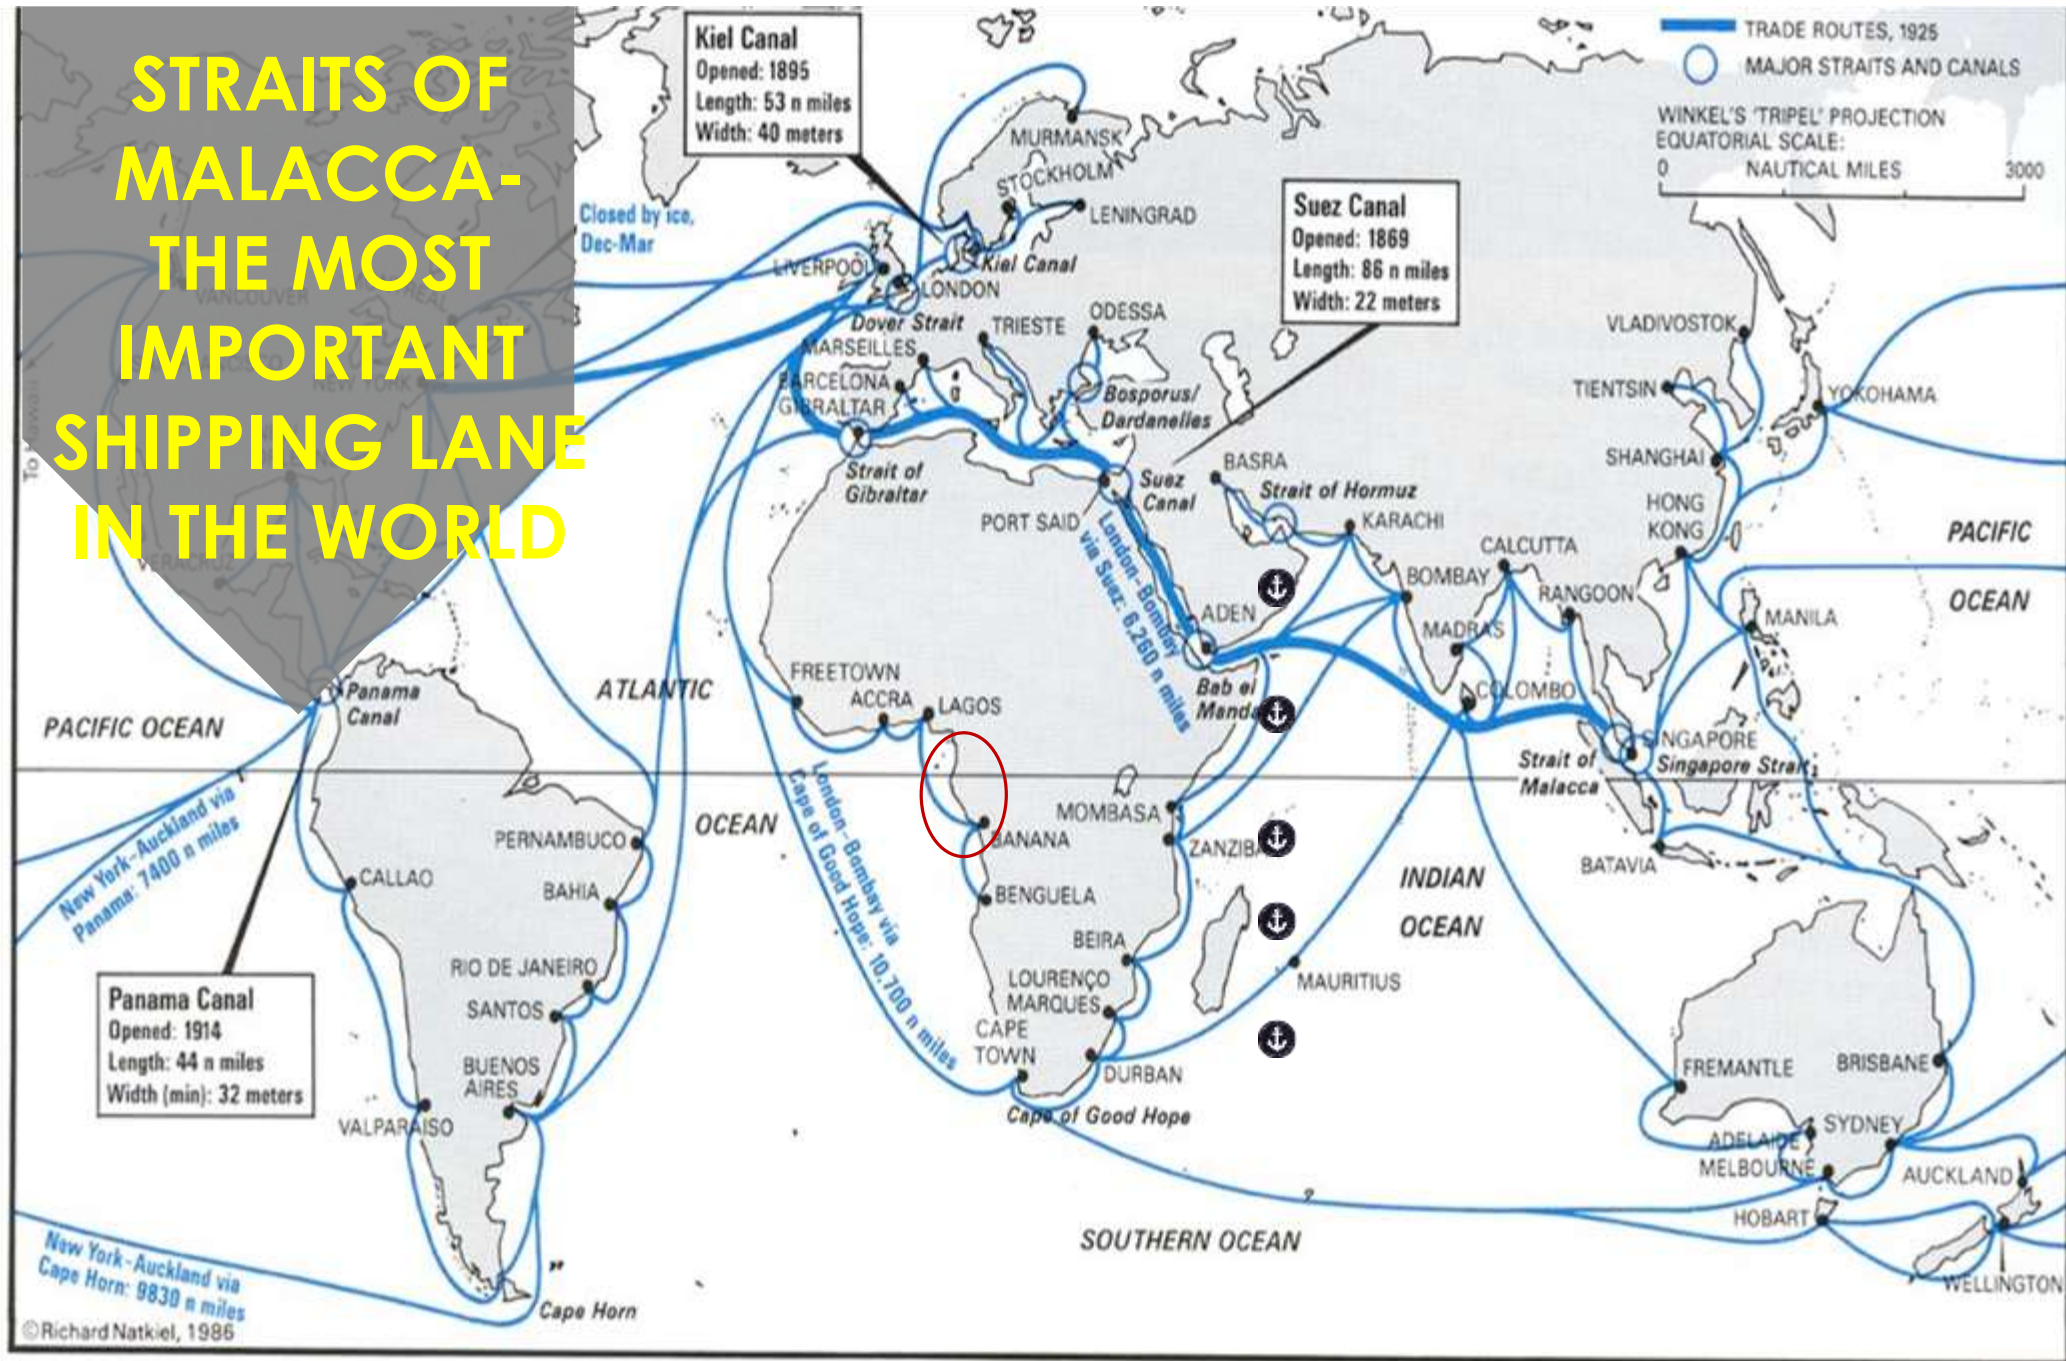 STRAITS OF
MALACCA-
THE MOST
IMPORTANT
SHIPPING LANE
IN THE WORLD
Kiel Canal
Opened: 1895
Length: 53 n miles
Width: 40 meters
TRADE ROUTES, 1925
MAJOR STRAITS AND CANALS
WINKEL'S 'TRIPEL' PROJECTION
EQUATORIAL SCALE:
0 NAUTICAL MILES 3000
Suez Canal
Opened: 1869
Length: 86 n miles
Width: 22 meters
Closed by ice,
Dec-Mar
MURMANSK
STOCKHOLM
LENINGRAD
LIVERPOOL
Kiel Canal
LONDON
Dover Strait
TRIESTE
ODESSA
MARSEILLES
BARCELONA
GIBRALTAR
Bosporus/
Dardanelles
Strait of
Gibraltar
Suez
Canal
PORT SAID
BASRA
Strait of Hormuz
KARACHI
VLADIVOSTOK
TIENTSIN
YOKOHAMA
SHANGHAI
HONG
KONG
CALCUTTA
BOMBAY
RANGOON
MADRAS
MANILA
PACIFIC
OCEAN
VANCOUVER
MONTREAL
NEW YORK
VERACRUZ
To Hawaii
London-Bombay
via Suez: 6,260 n miles
ADEN
Bab el
Mand
COLOMBO
SINGAPORE
Singapore Strait
Strait of
Malacca
Panama
Canal
PACIFIC OCEAN
ATLANTIC
OCEAN
FREETOWN
ACCRA
LAGOS
BANANA
BENGUELA
MOMBASA
ZANZIBA
BATAVIA
London-Bombay via
Cape of Good Hope: 10,700 n miles
New York-Auckland via
Panama: 7400 n miles
PERNAMBUCO
CALLAO
BAHIA
RIO DE JANEIRO
SANTOS
BUENOS
AIRES
VALPARAISO
INDIAN
OCEAN
BEIRA
LOURENÇO
MARQUES
MAURITIUS
CAPE
TOWN
DURBAN
Cape of Good Hope
Panama Canal
Opened: 1914
Length: 44 n miles
Width (min): 32 meters
FREMANTLE
BRISBANE
SYDNEY
ADELAIDE
MELBOURNE
AUCKLAND
HOBART
WELLINGTON
SOUTHERN OCEAN
New York-Auckland via
Cape Horn: 9830 n miles
Cape Horn
©Richard Natkiel, 1986